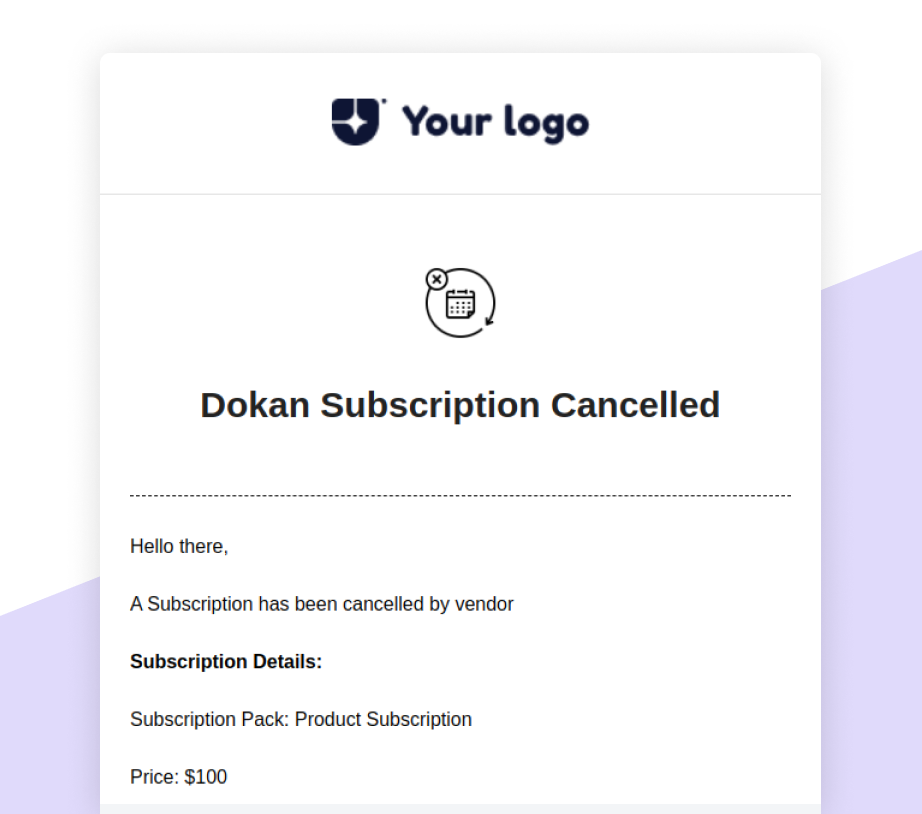 Your logo
Dokan Subscription Cancelled
Hello there,
A Subscription has been cancelled by vendor
Subscription Details:
Subscription Pack: Product Subscription
Price: $100